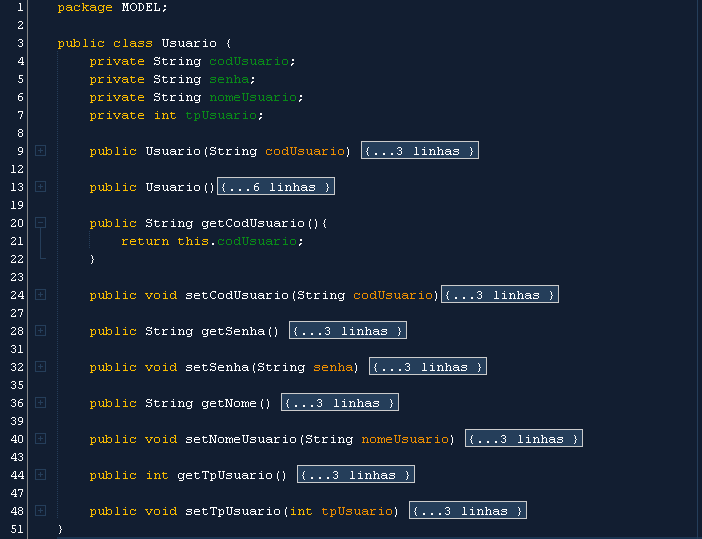 1 package MODEL;
2
3 public class Usuario {
4 private String codUsuario;
5 private String senha;
6 private String nomeUsuario;
7 private int tpUsuario;
8
9 public Usuario(String codUsuario) {...3 linhas }
12
13 public Usuario(){...6 linhas }
19
20 public String getCodUsuario(){
21 return this.codUsuario;
22 }
23
24 public void setCodUsuario(String codUsuario){...3 linhas }
27
28 public String getSenha() {...3 linhas }
31
32 public void setSenha(String senha) {...3 linhas }
35
36 public String getNome() {...3 linhas }
39
40 public void setNomeUsuario(String nomeUsuario) {...3 linhas }
43
44 public int getTpUsuario() {...3 linhas }
47
48 public void setTpUsuario(int tpUsuario) {...3 linhas }
51 }